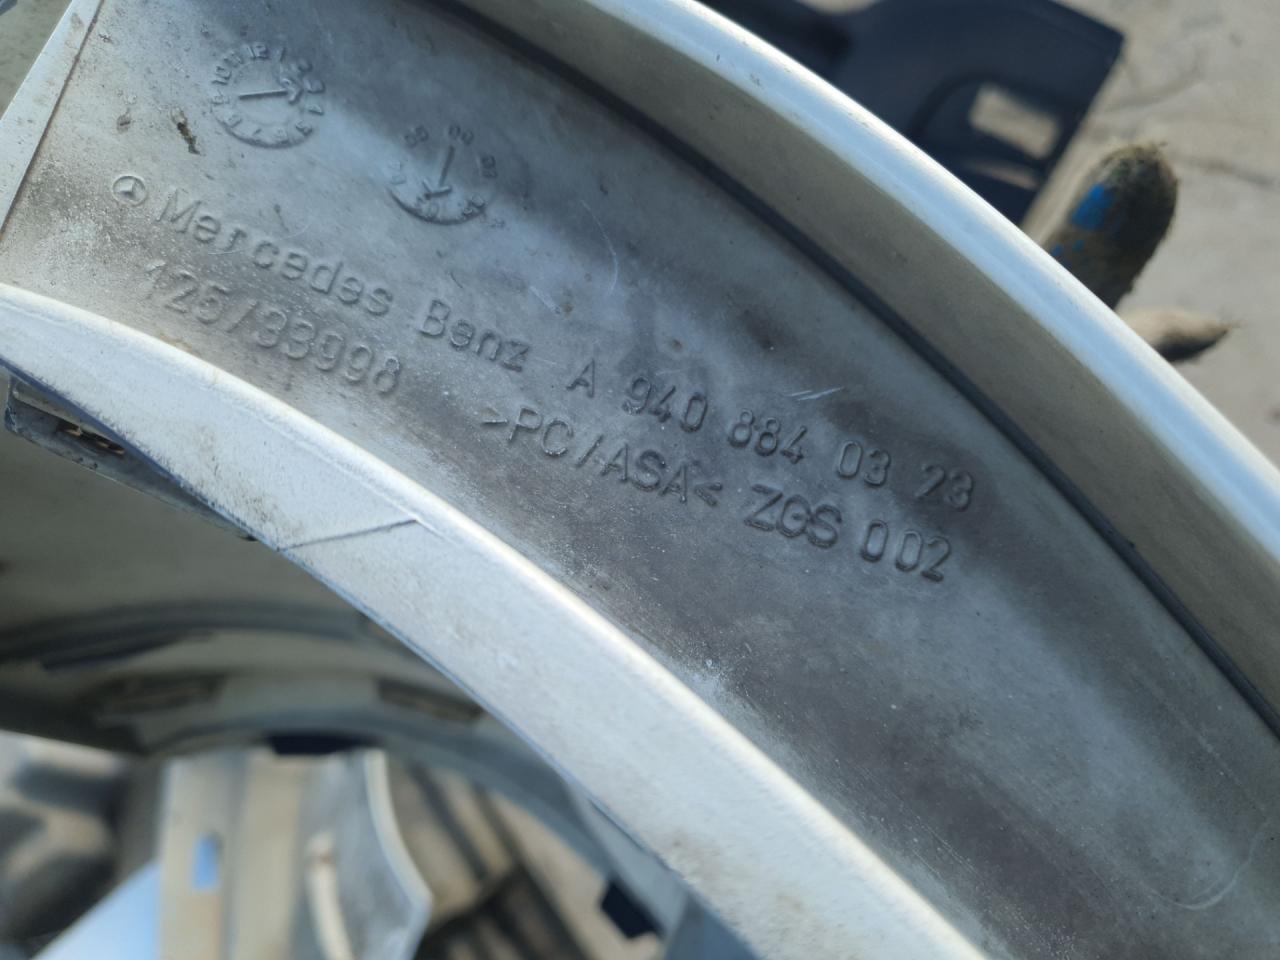 Mercedes Benz A 940 884 03 23
125/33998 >PC/ASA< ZGS 002